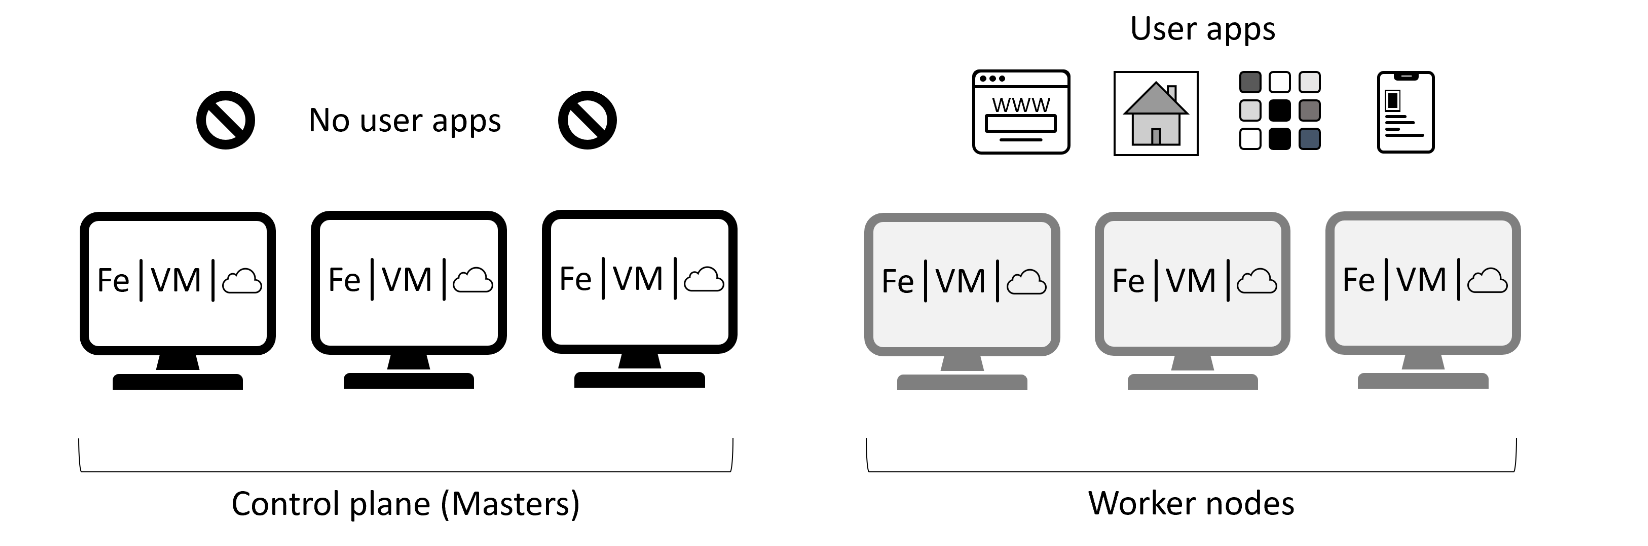 User apps
No user apps
WWW
Fe|VM|
Fe|VM|
Fe|VM|
Fe|VM|
Fe|VM|
Fe|VM|
Control plane (Masters)
Worker nodes